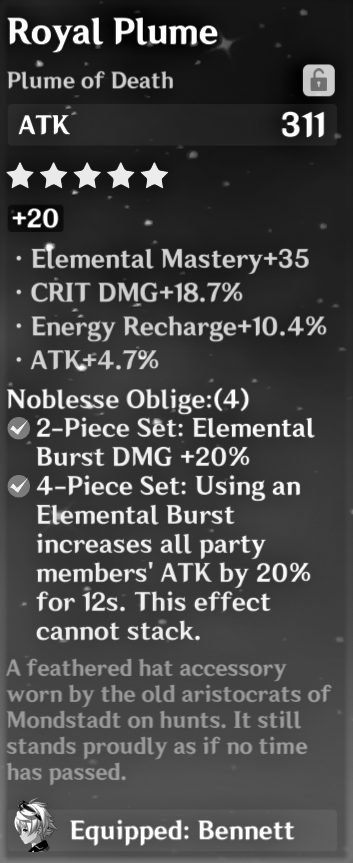 Royal Plume
Plume of Death
ATK 311
+20
· Elemental Mastery+35
· CRIT DMG+18.7%
· Energy Recharge+10.4%
· ATK+4.7%
Noblesse Oblige:(4)
2-Piece Set: Elemental
Burst DMG +20%
4-Piece Set: Using an
Elemental Burst
increases all party
members' ATK by 20%
for 12s. This effect
cannot stack.
A feathered hat accessory
worn by the old aristocrats of
Mondstadt on hunts. It still
stands proudly as if no time
has passed.
Equipped: Bennett